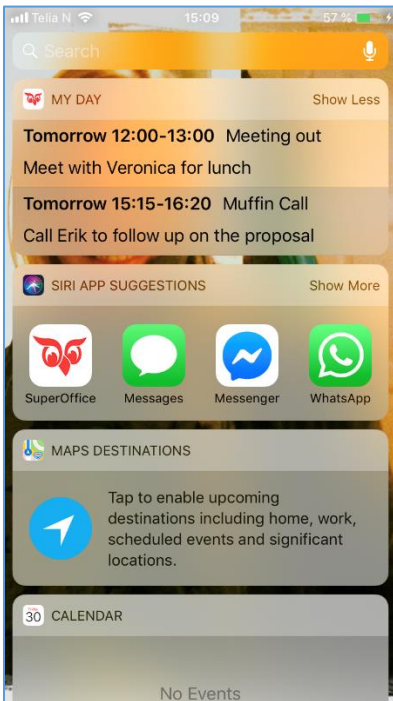 Telia N 15:09 57 %
Search
MY DAY Show Less
Tomorrow 12:00-13:00 Meeting out
Meet with Veronica for lunch
Tomorrow 15:15-16:20 Muffin Call
Call Erik to follow up on the proposal
SIRI APP SUGGESTIONS Show More
SuperOffice Messages Messenger WhatsApp
MAPS DESTINATIONS
Tap to enable upcoming
destinations including home, work,
scheduled events and significant
locations.
30 CALENDAR
No Events